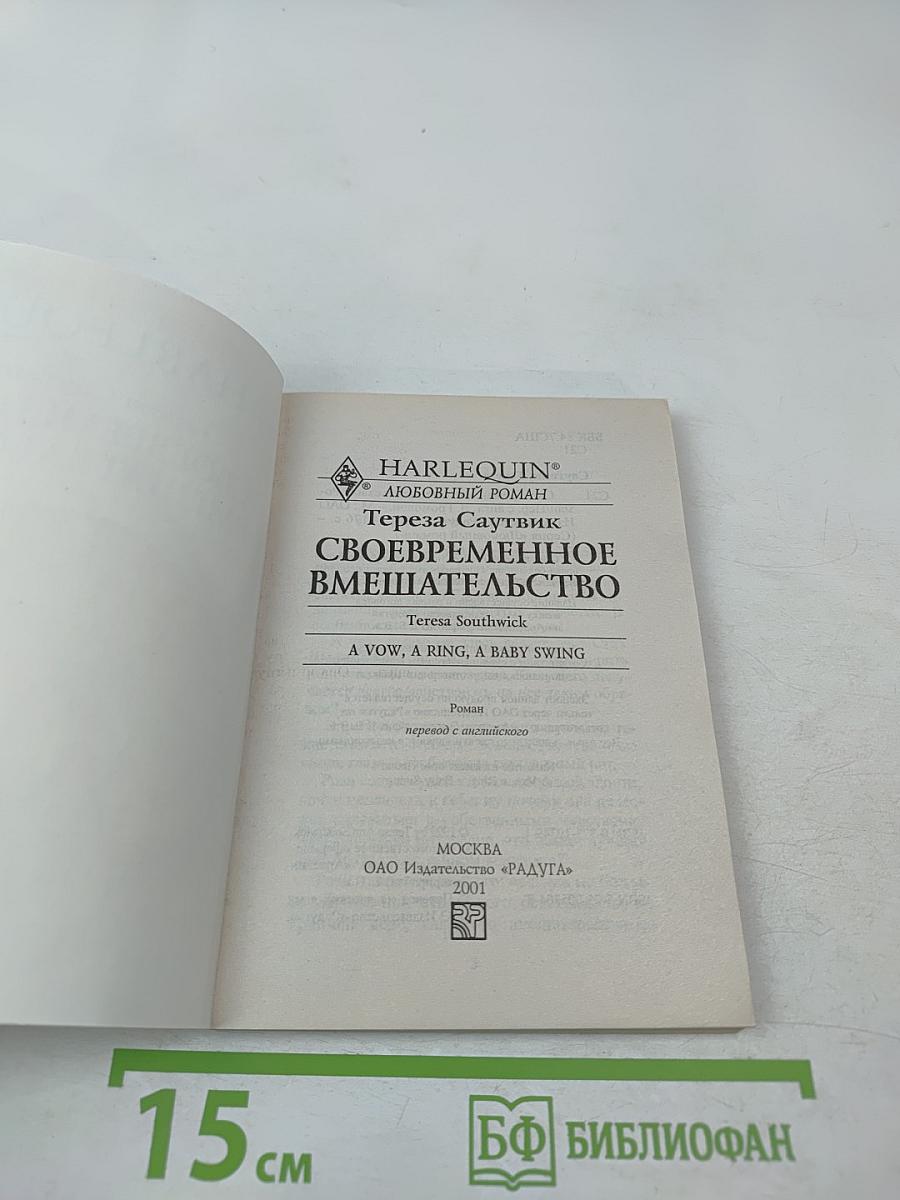 HARLEQUIN®
®
ЛЮБОВНЫЙ РОМАН
Тереза Саутвик
СВОЕВРЕМЕННОЕ
ВМЕШАТЕЛЬСТВО
Teresa Southwick
A VOW, A RING, A BABY SWING
Роман
перевод с английского
МОСКВА
ОАО Издательство «РАДУГА»
2001
15 см
БФ БИБЛИОФАН